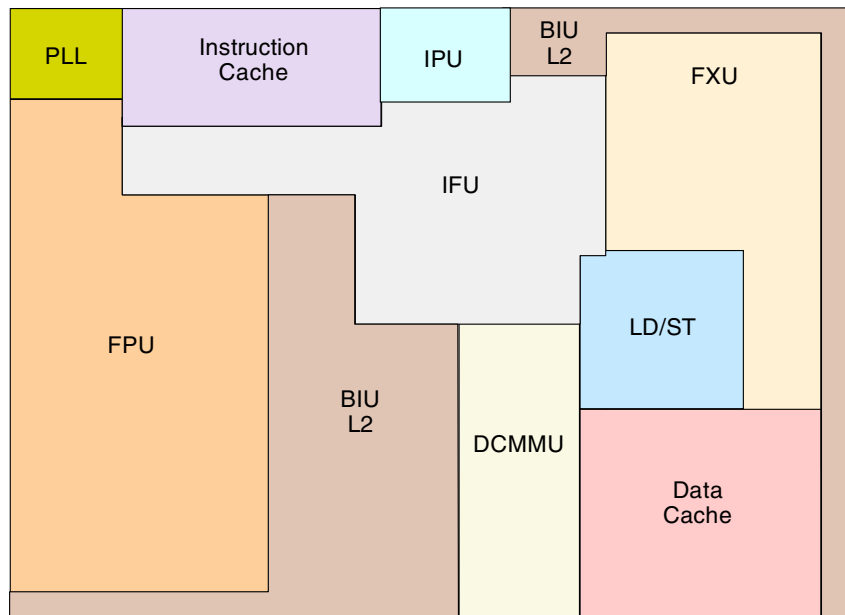 PLL
Instruction
Cache
IPU
BIU
L2
FXU
IFU
LD/ST
FPU
BIU
L2
DCMMU
Data
Cache